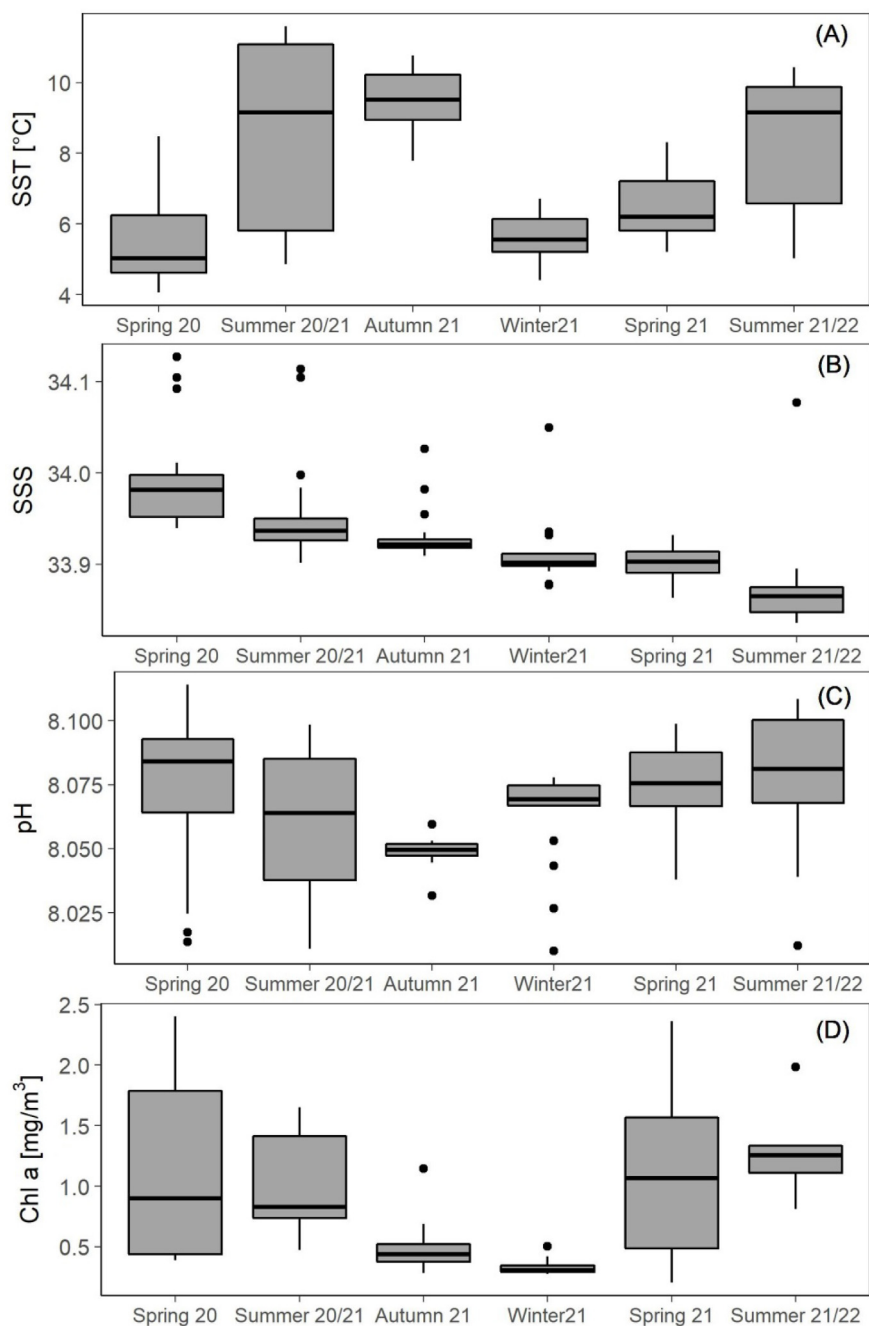 (A)
SST [°C]
10
8
6
4
Spring 20 Summer 20/21 Autumn 21 Winter21 Spring 21 Summer 21/22
(B)
SSS
34.1
34.0
33.9
Spring 20 Summer 20/21 Autumn 21 Winter21 Spring 21 Summer 21/22
(C)
pH
8.100
8.075
8.050
8.025
Spring 20 Summer 20/21 Autumn 21 Winter21 Spring 21 Summer 21/22
(D)
Chl a [mg/m³]
2.5
2.0
1.5
1.0
0.5
Spring 20 Summer 20/21 Autumn 21 Winter21 Spring 21 Summer 21/22